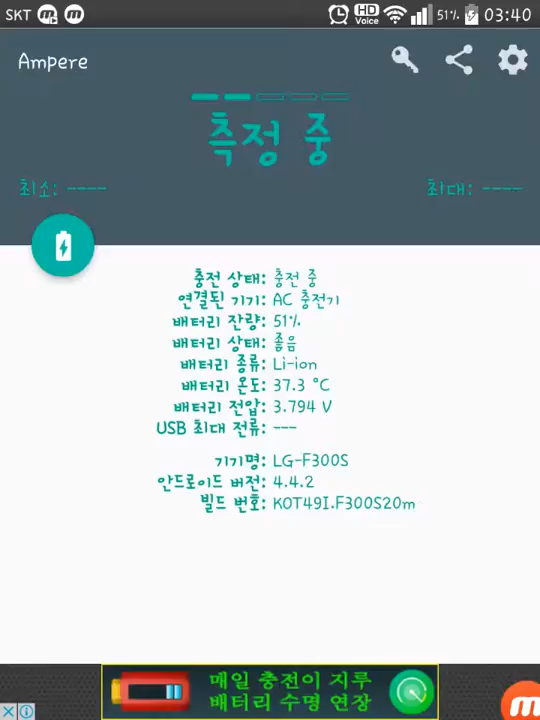 SKT HD Voice 51% 03:40
Ampere
측정 중
최소: ---- 최대: ----
충전 상태: 충전 중
연결된 기기: AC 충전기
배터리 잔량: 51%
배터리 상태: 좋음
배터리 종류: Li-ion
배터리 온도: 37.3 °C
배터리 전압: 3.794 V
USB 최대 전류: ---
기기명: LG-F300S
안드로이드 버전: 4.4.2
빌드 번호: KOT49I.F300S20m
매일 충전이 지루
배터리 수명 연장